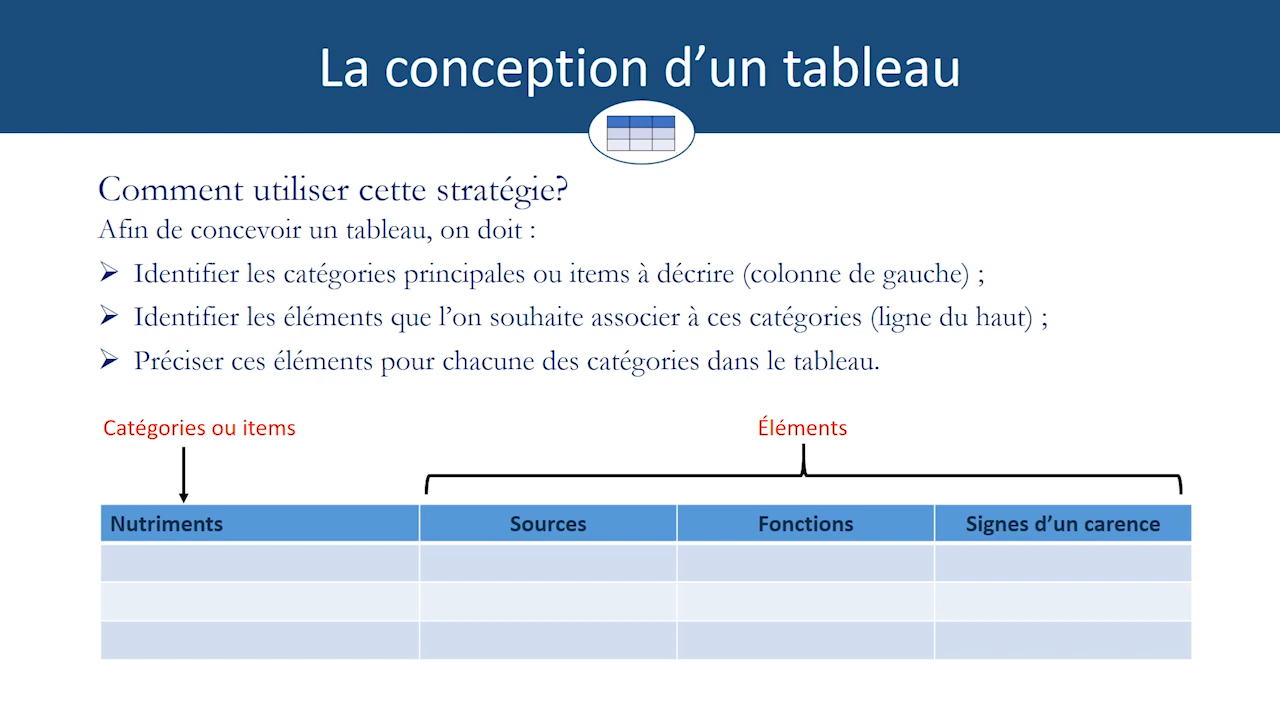 La conception d’un tableau
Comment utiliser cette stratégie?
Afin de concevoir un tableau, on doit :
➢ Identifier les catégories principales ou items à décrire (colonne de gauche) ;
➢ Identifier les éléments que l’on souhaite associer à ces catégories (ligne du haut) ;
➢ Préciser ces éléments pour chacune des catégories dans le tableau.
Catégories ou items
Éléments
Nutriments Sources Fonctions Signes d’un carence